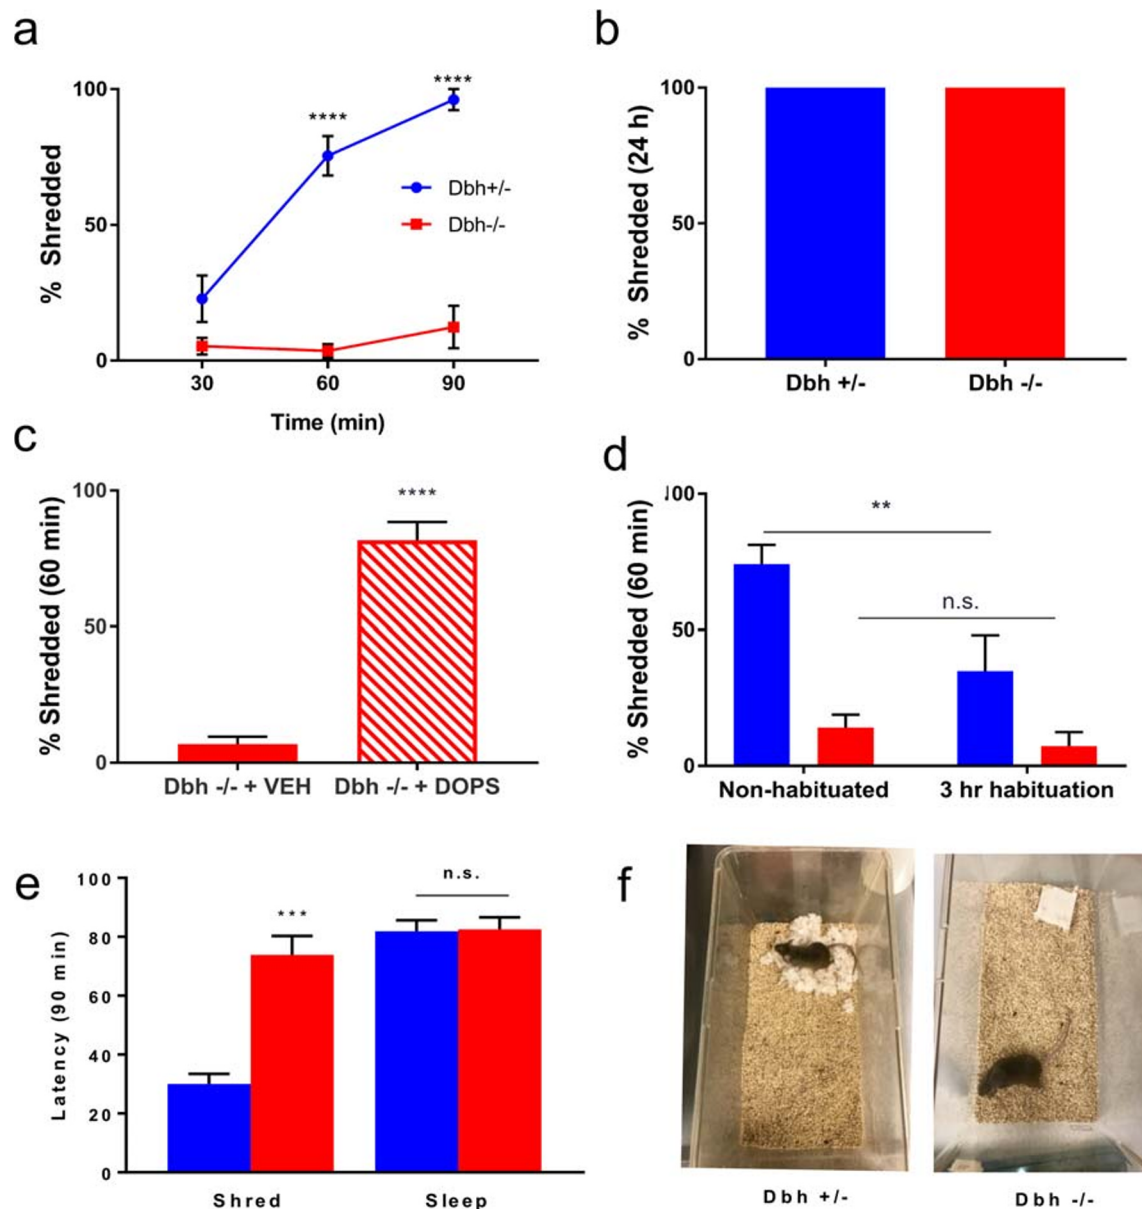 a
b
% Shredded
100
50
0
****
****
Dbh+/-
Dbh-/-
30
60
90
Time (min)
% Shredded (24 h)
100
50
0
Dbh +/-
Dbh -/-
c
d
% Shredded (60 min)
100
50
0
****
Dbh -/- + VEH
Dbh -/- + DOPS
% Shredded (60 min)
100
50
0
**
n.s.
Non-habituated
3 hr habituation
e
f
Latency (90 min)
100
80
60
40
20
0
***
n.s.
Shred
Sleep
Dbh +/-
Dbh -/-